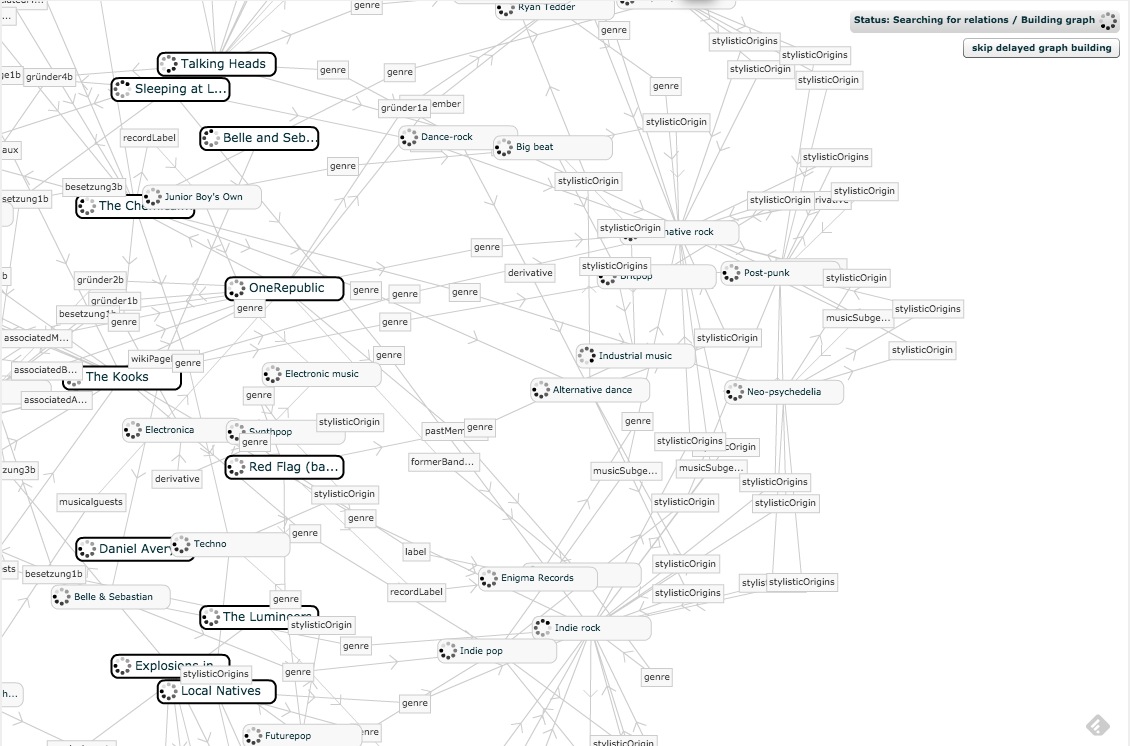 genre
Ryan Tedder
Status: Searching for relations / Building graph
skip delayed graph building
genre
stylisticOrigins
stylisticOrigins
Talking Heads
genre
genre
stylisticOrigin
stylisticOrigin
gründer4b
Sleeping at L...
genre
gründer1a
ember
stylisticOrigin
recordLabel
Belle and Seb...
Dance-rock
Big beat
aux
genre
stylisticOrigins
stylisticOrigin
besetzung3b
Junior Boy's Own
stylisticOrigin
stylisticOrigin
The Che
stylisticOrigin
native rock
genre
derivative
stylisticOrigins
Britpop
Post-punk
stylisticOrigin
gründer2b
OneRepublic
genre
genre
genre
gründer1b
genre
stylisticOrigin
besetzung1b
genre
genre
musicSubge...
associatedM...
stylisticOrigin
stylisticOrigin
wikiPage
genre
genre
Industrial music
associatedB...
The Kooks
Electronic music
Alternative dance
Neo-psychedelia
associatedA...
genre
stylisticOrigin
genre
Electronica
Synthpop
genre
pastMem
genre
stylisticOrigins
Origin
zung3b
Red Flag (ba...
formerBand...
musicSubge...
musicSubge...
derivative
stylisticOrigins
musicalguests
stylisticOrigin
stylisticOrigin
stylisticOrigin
genre
genre
Daniel Aver
Techno
label
sts
besetzung1b
stylisticOrigin
Enigma Records
stylisticOrigins
Belle & Sebastian
genre
recordLabel
stylisticOrigins
The Lumineers
stylisticOrigin
Indie rock
genre
Indie pop
Explosions in
stylisticOrigins
genre
genre
h...
Local Natives
genre
Futurepop
nre
stylisticOrigin